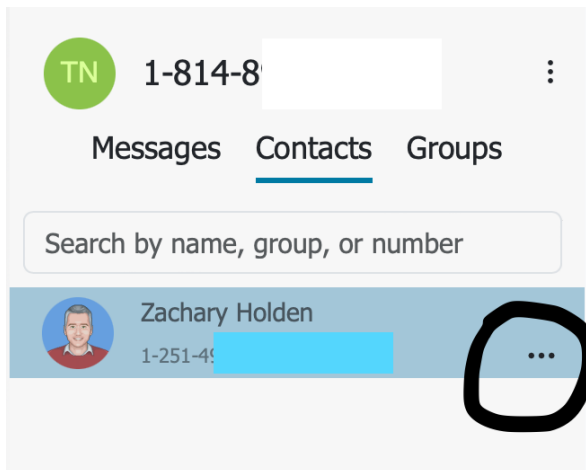 TN
1-814-8
Messages Contacts Groups
Search by name, group, or number
Zachary Holden
1-251-49